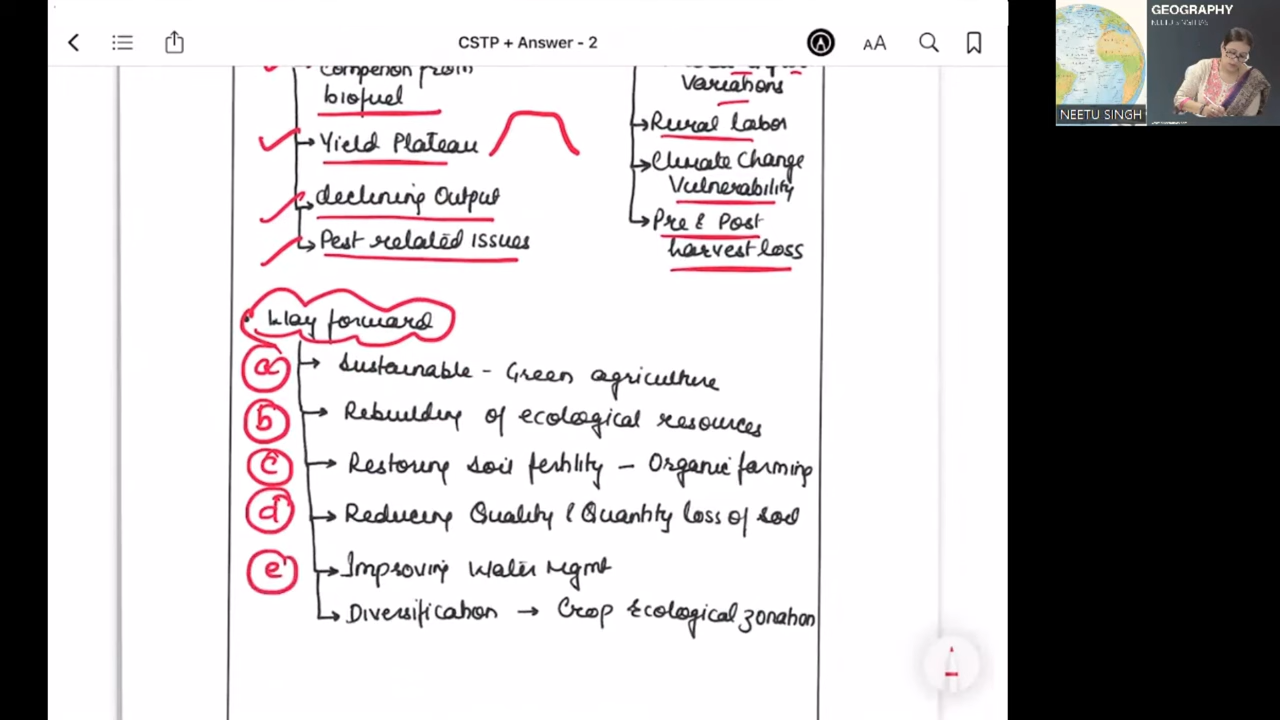 CSTP + Answer - 2
AA
GEOGRAPHY
NEETU SINGH
biofuel
Yield Plateau
declining Output
Pest related issues
Variations
Rural labor
Climate Change
Vulnerability
Pre & Post
harvest loss
Way forward
a → Sustainable - Green agriculture
b → Rebuilding of ecological resources
c → Restoring soil fertility - Organic farming
d → Reducing Quality & Quantity loss of soil
e → Improving Water Mgmt
→ Diversification → Crop Ecological zonation